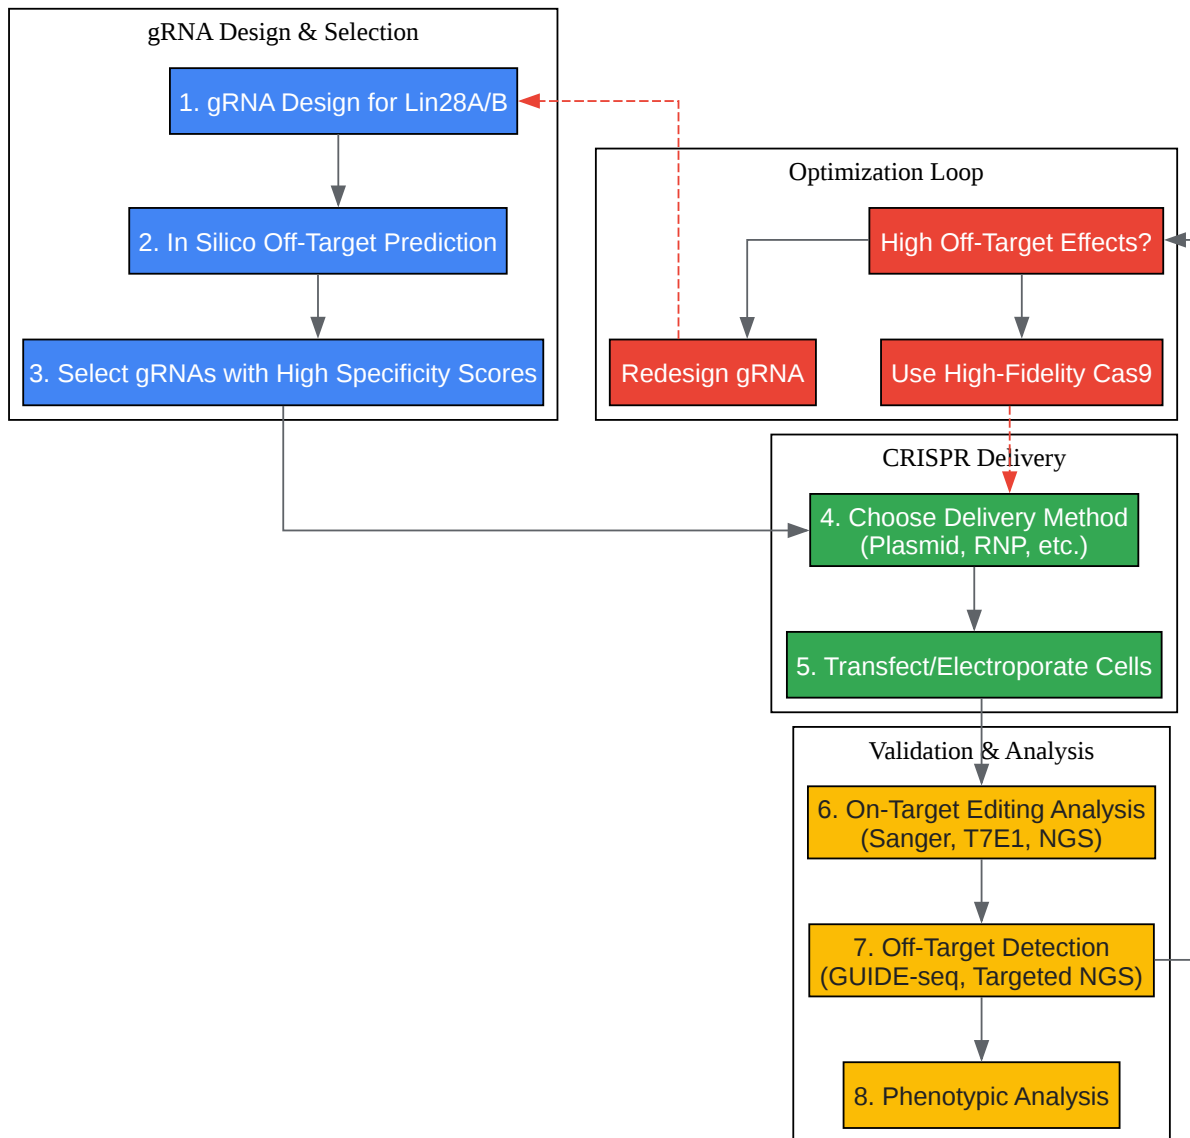 gRNA Design & Selection
1. gRNA Design for Lin28A/B
2. In Silico Off-Target Prediction
3. Select gRNAs with High Specificity Scores
Optimization Loop
High Off-Target Effects?
Redesign gRNA
Use High-Fidelity Cas9
CRISPR Delivery
4. Choose Delivery Method
(Plasmid, RNP, etc.)
5. Transfect/Electroporate Cells
Validation & Analysis
6. On-Target Editing Analysis
(Sanger, T7E1, NGS)
7. Off-Target Detection
(GUIDE-seq, Targeted NGS)
8. Phenotypic Analysis